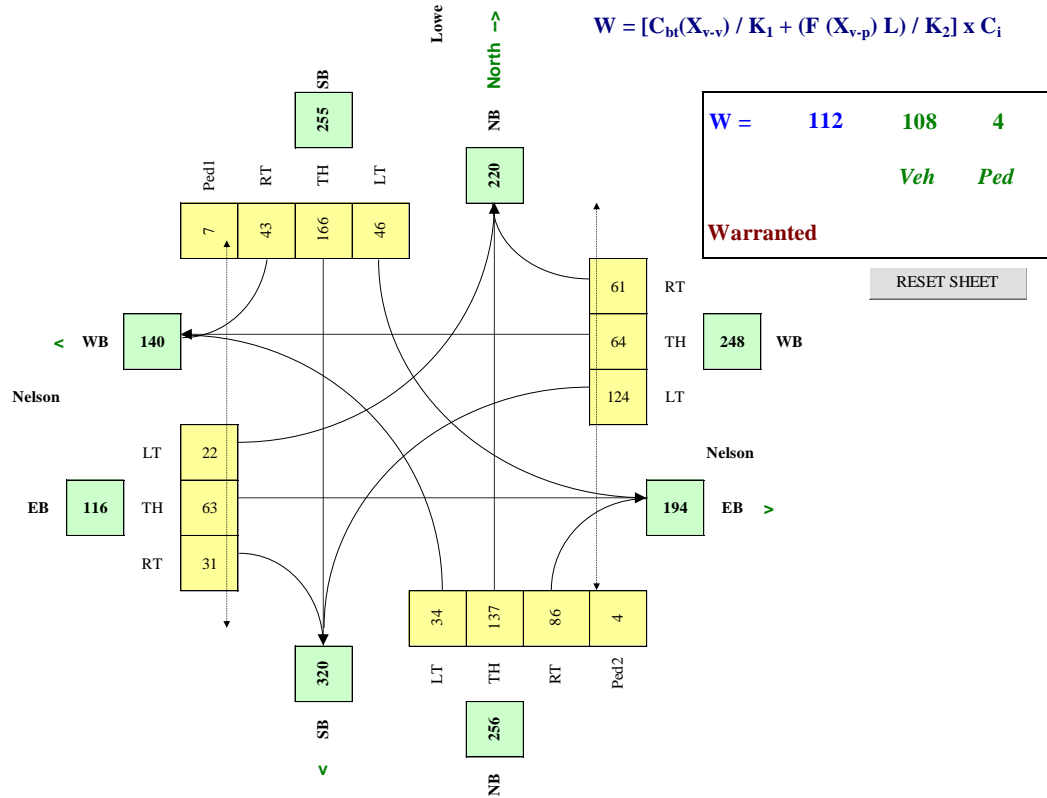 W = [Cbt(Xv-v) / K1 + (F (Xv-p) L) / K2] x Ci
Lowe
North -->
SB
255
NB
220
W = 112 108 4
Veh Ped
Warranted
RESET SHEET
Ped1 RT TH LT
7 43 166 46
61 RT
64 TH
124 LT
248 WB
< WB 140
Nelson
LT 22
TH 63
RT 31
EB 116
Nelson
194 EB >
34 137 86 4
LT TH RT Ped2
320
SB
<
256
NB